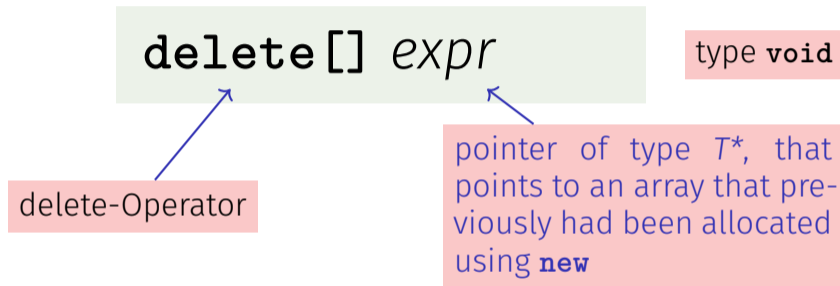 delete[] expr
type void
delete-Operator
pointer of type T*, that
points to an array that pre-
viously had been allocated
using new